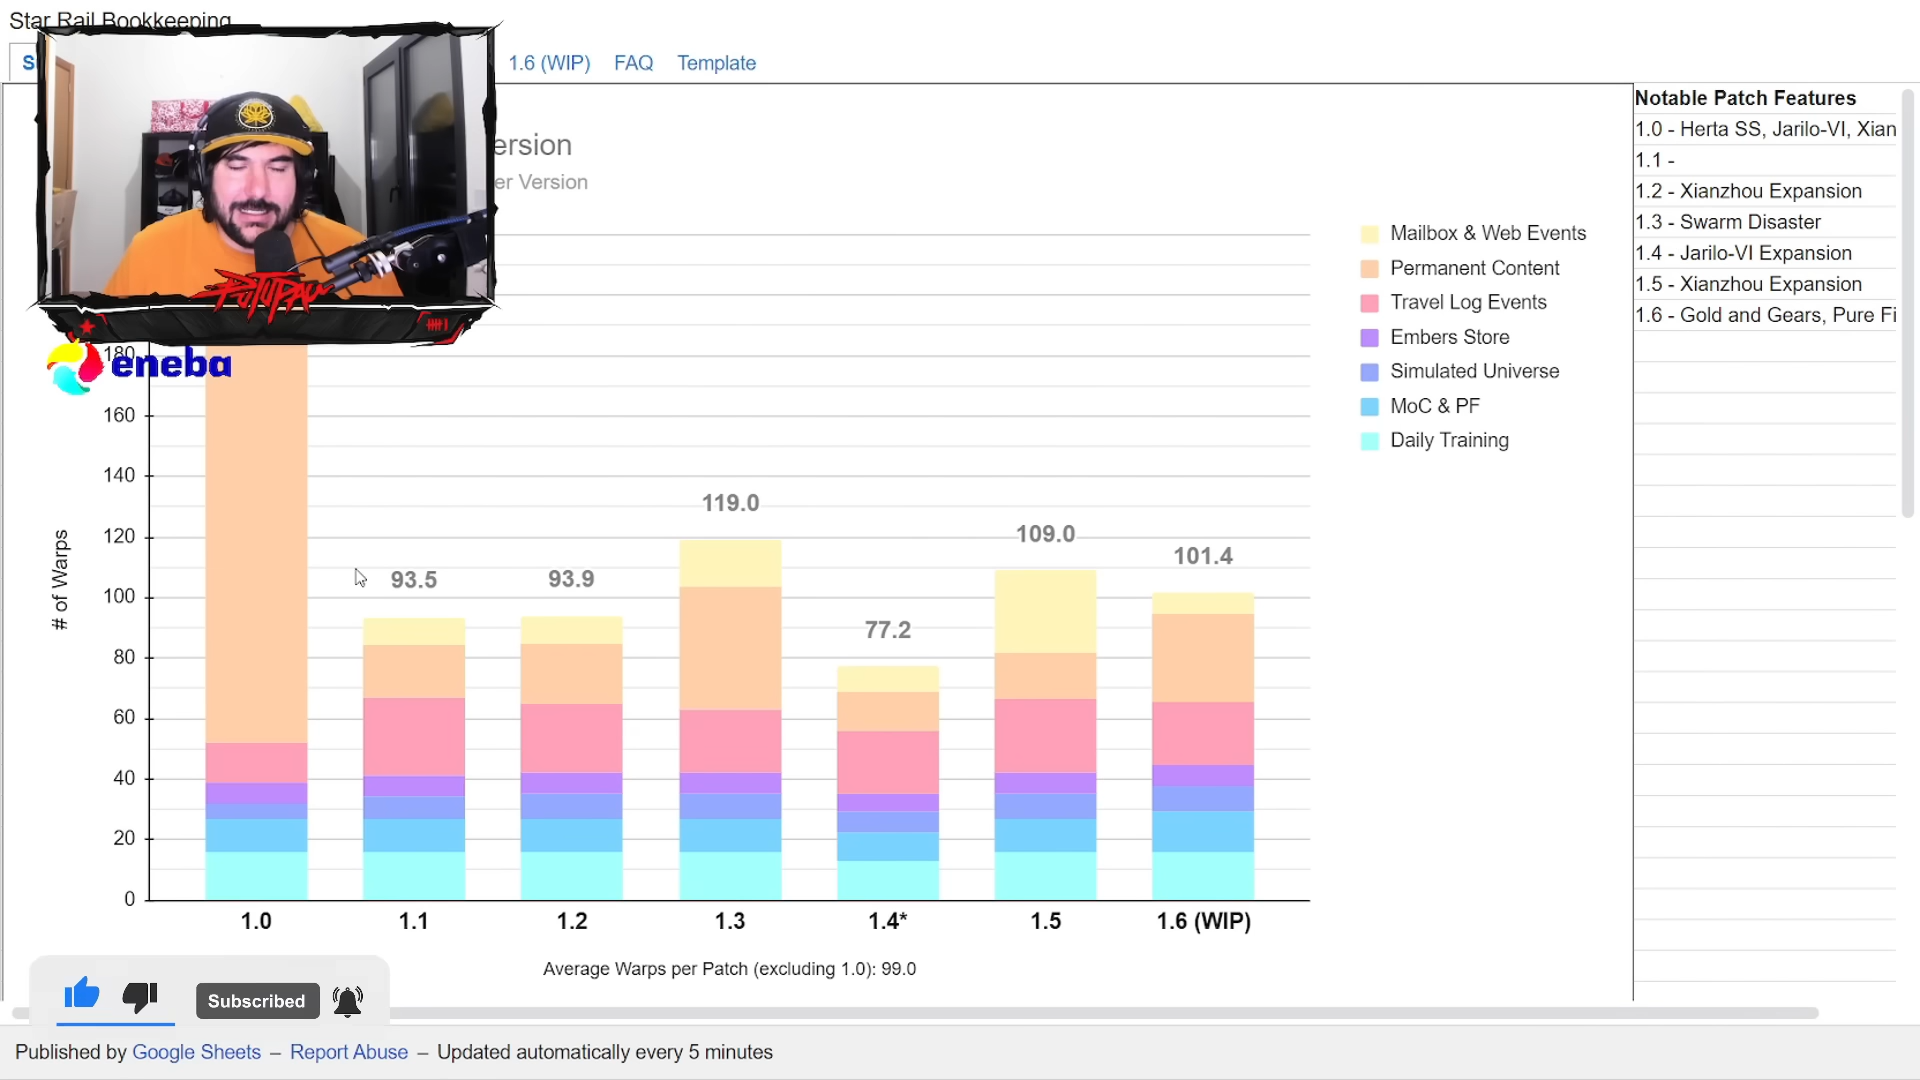 Star Rail Bookkeeping
1.6 (WIP) FAQ Template
Notable Patch Features
1.0 - Herta SS, Jarilo-VI, Xian
1.1 -
1.2 - Xianzhou Expansion
1.3 - Swarm Disaster
1.4 - Jarilo-VI Expansion
1.5 - Xianzhou Expansion
1.6 - Gold and Gears, Pure Fi
ersion
er Version
Mailbox & Web Events
Permanent Content
Travel Log Events
Embers Store
Simulated Universe
MoC & PF
Daily Training
PUTUPAU
eneba
180
160
140
120
100
80
60
40
20
0
# of Warps
93.5
93.9
119.0
77.2
109.0
101.4
1.0
1.1
1.2
1.3
1.4*
1.5
1.6 (WIP)
Average Warps per Patch (excluding 1.0): 99.0
Subscribed
Published by Google Sheets – Report Abuse – Updated automatically every 5 minutes